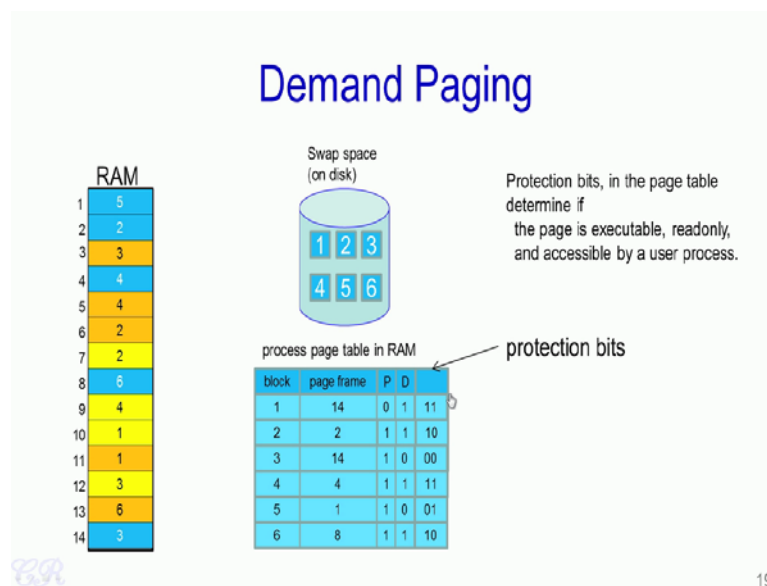 Demand Paging
RAM
1 5
2 2
3 3
4 4
5 4
6 2
7 2
8 6
9 4
10 1
11 1
12 3
13 6
14 3
Swap space
(on disk)
1 2 3
4 5 6
process page table in RAM
block page frame P D
1 14 0 1 11
2 2 1 1 10
3 14 1 0 00
4 4 1 1 11
5 1 1 0 01
6 8 1 1 10
Protection bits, in the page table
determine if
the page is executable, readonly,
and accessible by a user process.
protection bits
CR